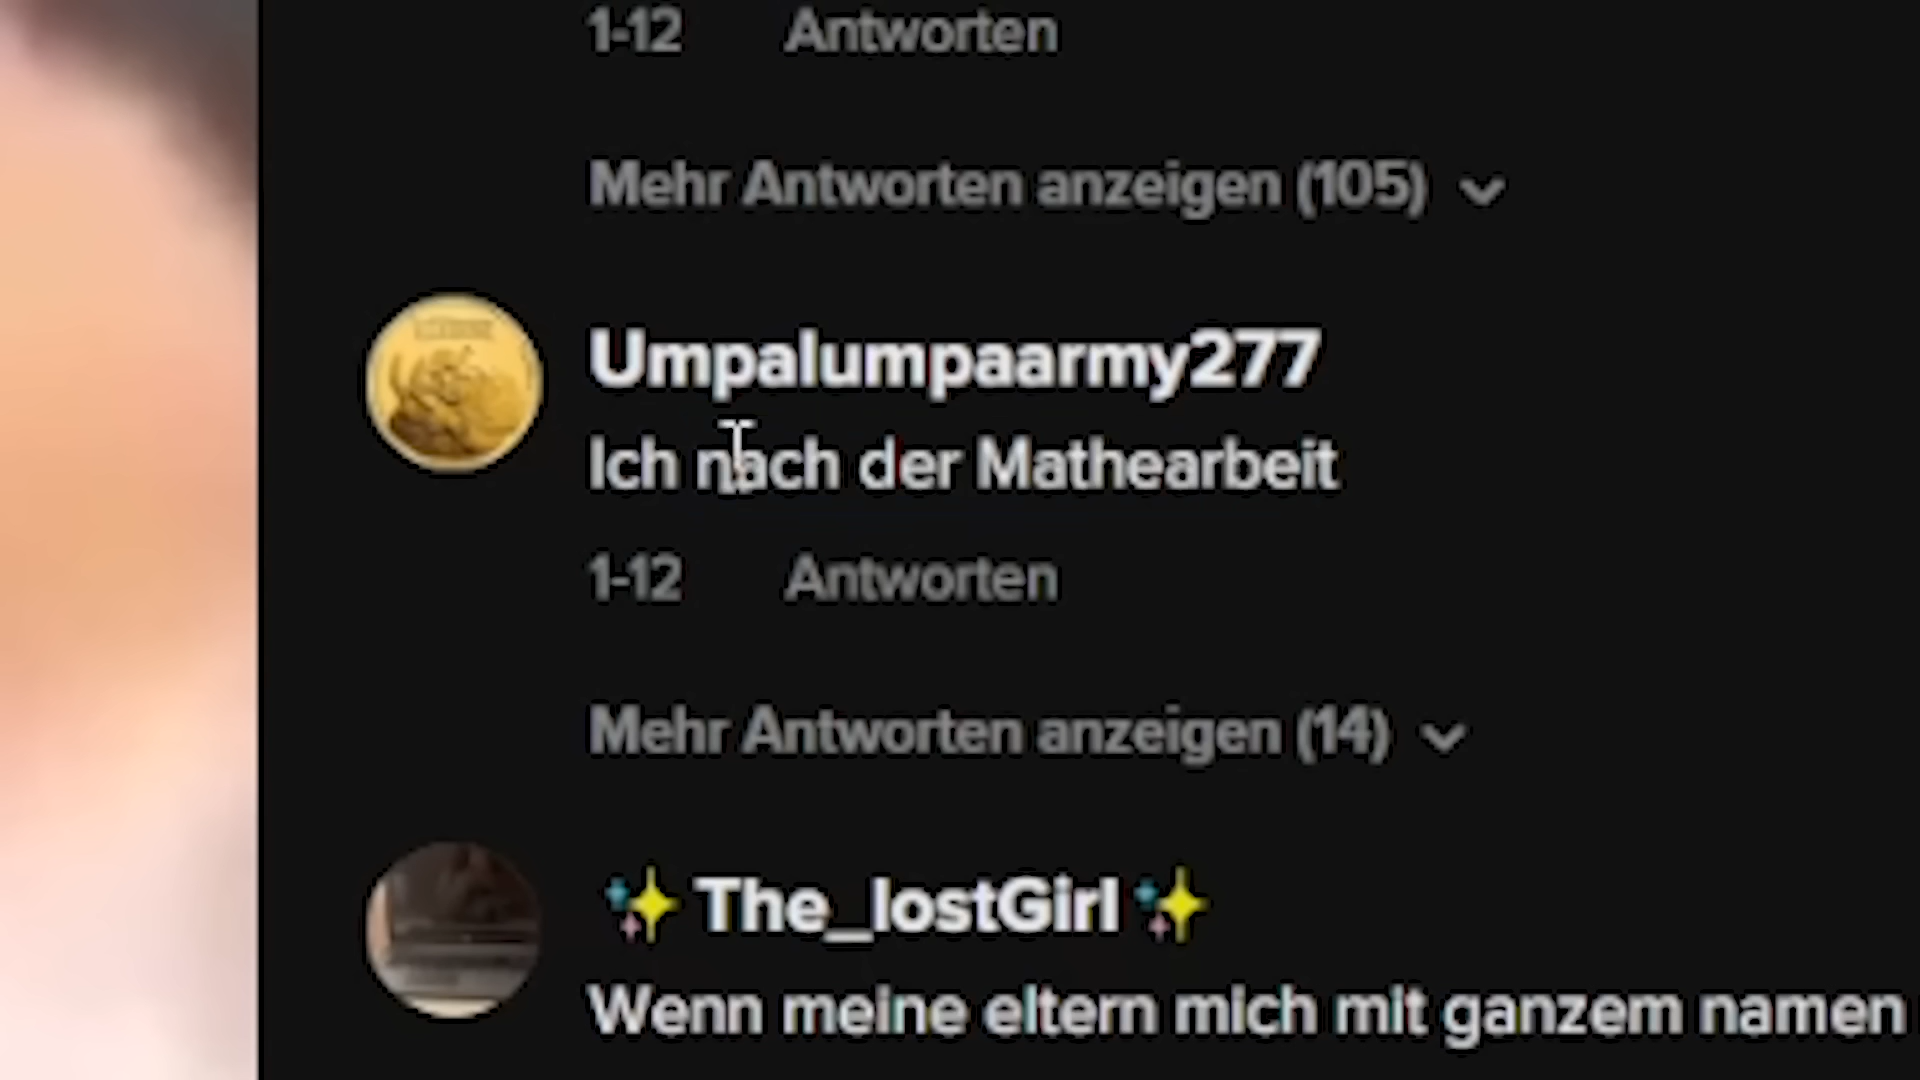 1-12 Antworten
Mehr Antworten anzeigen (105)
Umpalumpaarmy277
Ich nach der Mathearbeit
1-12 Antworten
Mehr Antworten anzeigen (14)
✨ The_lostGirl ✨
Wenn meine eltern mich mit ganzem namen